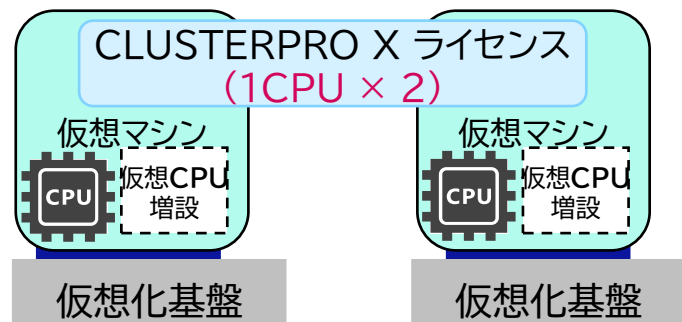 CLUSTERPRO X ライセンス
(1CPU × 2)
仮想マシン
CPU
仮想CPU
増設
仮想化基盤
仮想マシン
CPU
仮想CPU
増設
仮想化基盤